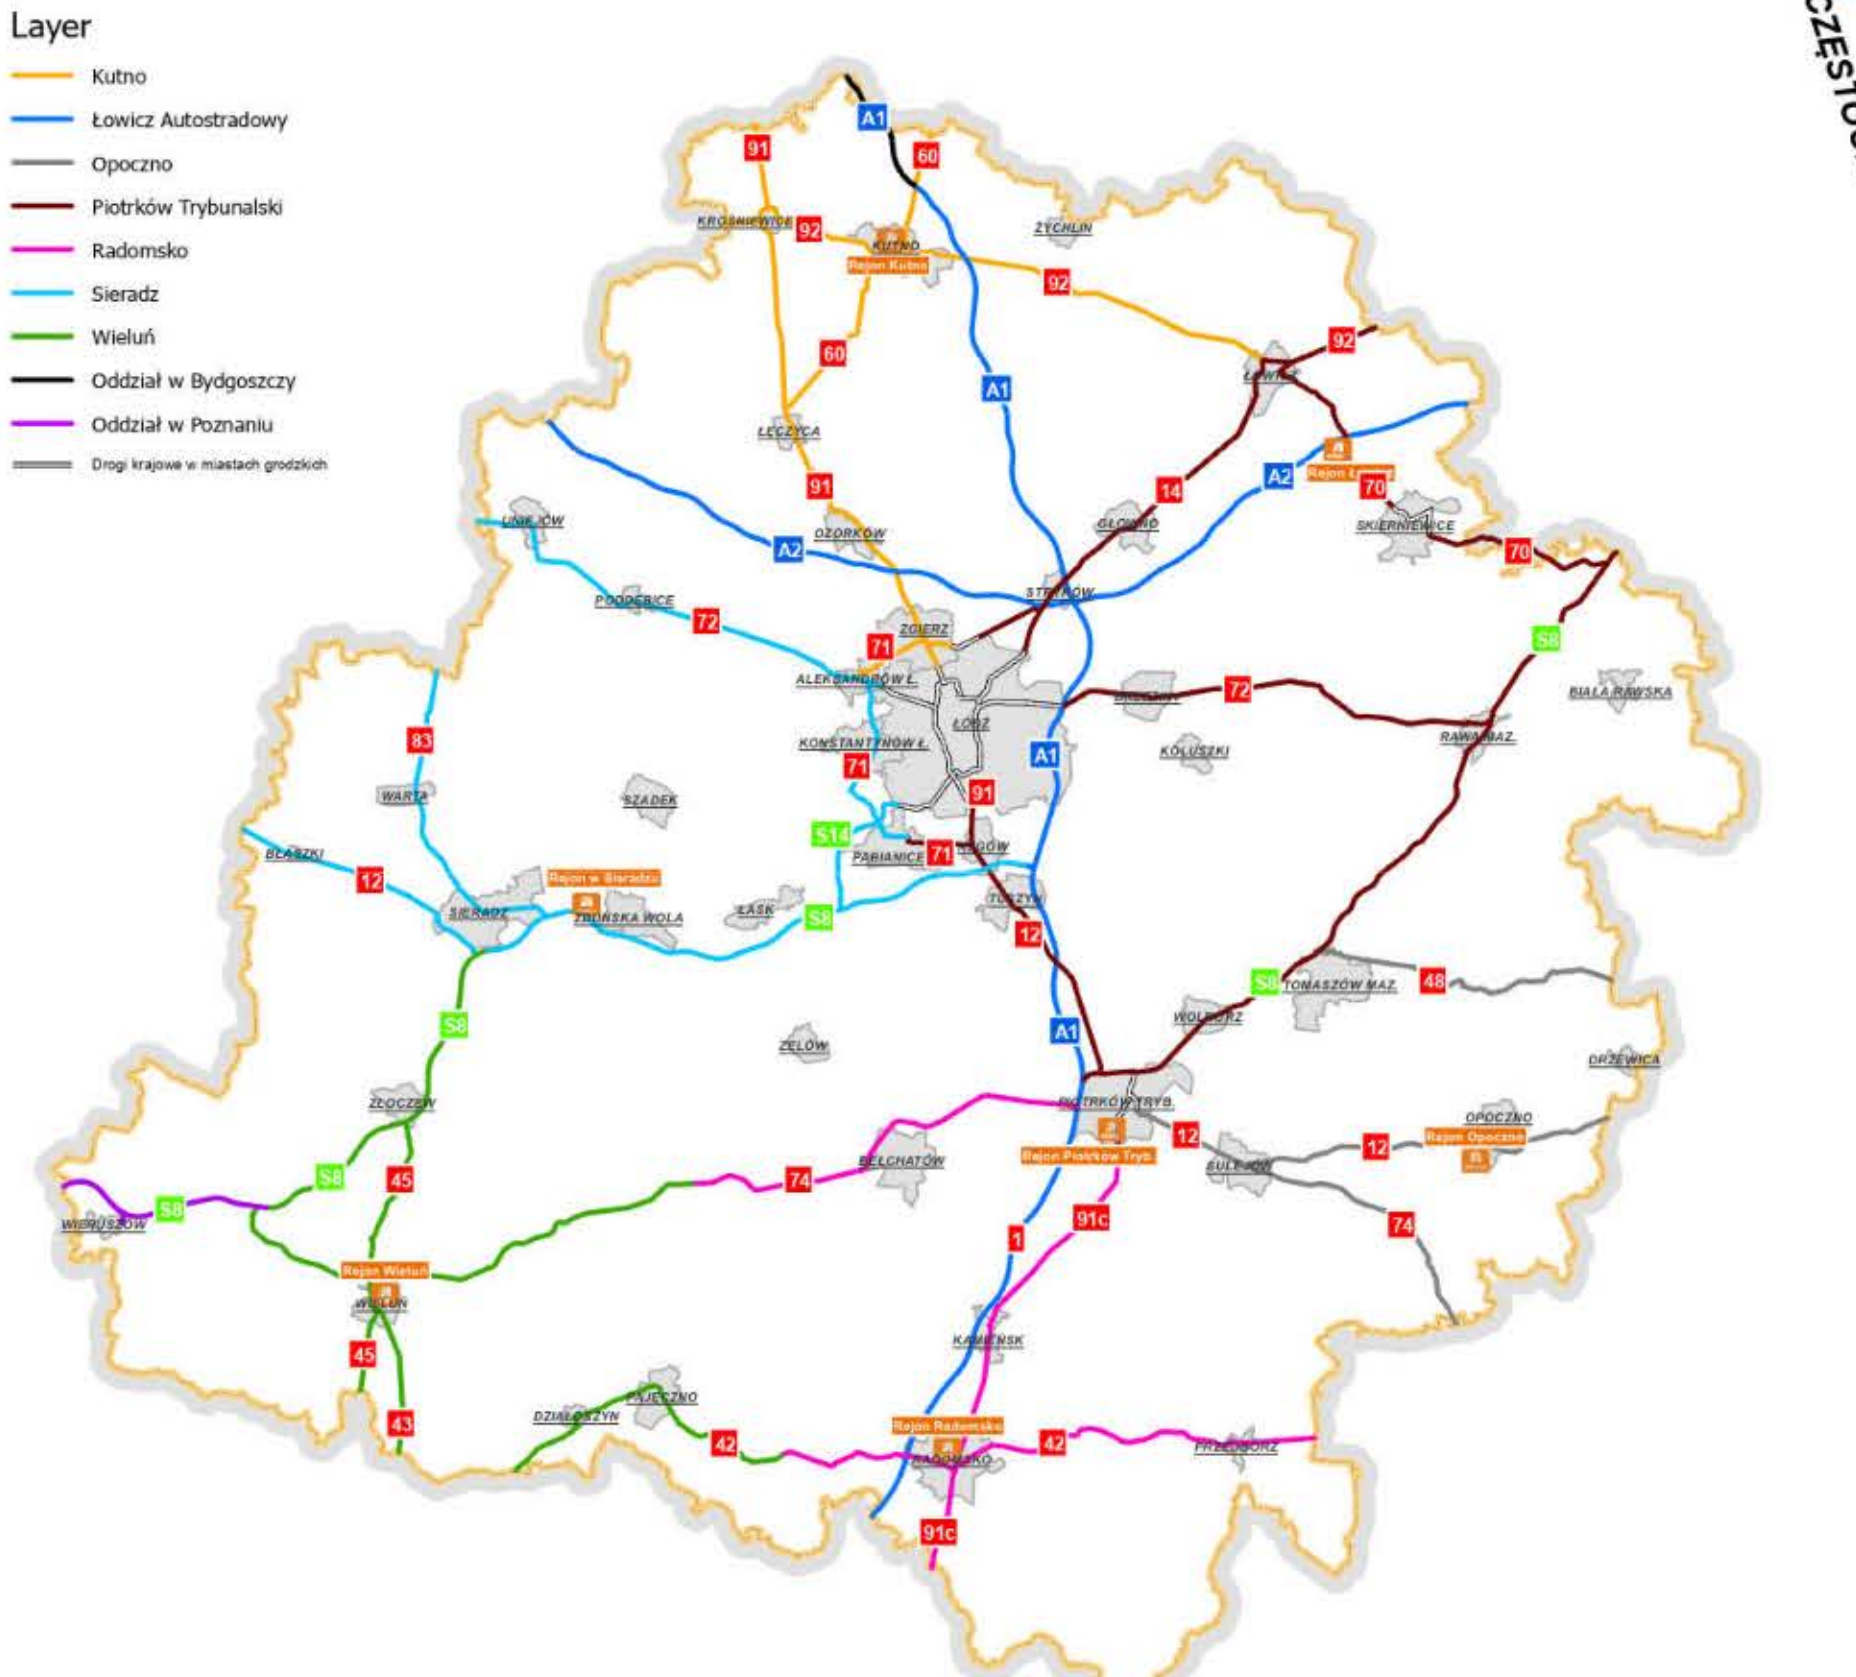 Layer
Kutno
Łowicz Autostradowy
Opoczno
Piotrków Trybunalski
Radomsko
Sieradz
Wieluń
Oddział w Bydgoszczy
Oddział w Poznaniu
Drogi krajowe w miastach grodzkich
A1
91
60
KROŚNIEWICE
92
KUTNO
Rejon Kutno
ŻYCHLIN
92
92
60
ŁOWICZ
A1
ŁĘCZYCA
Rejon
A2
91
14
70
UNIEJÓW
OZORKÓW
GŁOWNO
SKIERNIEWICE
A2
70
STRYKÓW
PODDĘBICE
72
ZGIERZ
71
S8
ALEKSANDRÓW Ł.
72
BIAŁA RAWSKA
ŁÓDŹ
83
KONSTANTYNÓW Ł.
RAWA MAZ.
KOLUSZKI
A1
71
WARTA
SZADEK
91
S14
BŁASZKI
PABIANICE
71
12
Rejon w Sieradzu
SIERADZ
ZDUŃSKA WOLA
ŁASK
S8
TUSZYN
12
S8
TOMASZÓW MAZ.
48
S8
A1
WOLBÓRZ
ZELÓW
DRZEWICA
ZŁOCZEW
PIOTRKÓW TRYB.
OPOCZNO
12
12
Rejon Opoczno
Rejon Piotrków Tryb.
BEŁCHATÓW
SULEJÓW
S8
45
74
S8
WIERUSZÓW
91c
74
1
Rejon Wieluń
WIELUŃ
KAMIEŃSK
45
PAJĘCZNO
DZIAŁOSZYN
43
Rejon Radomsko
42
42
PRZEDBÓRZ
RADOMSKO
91c